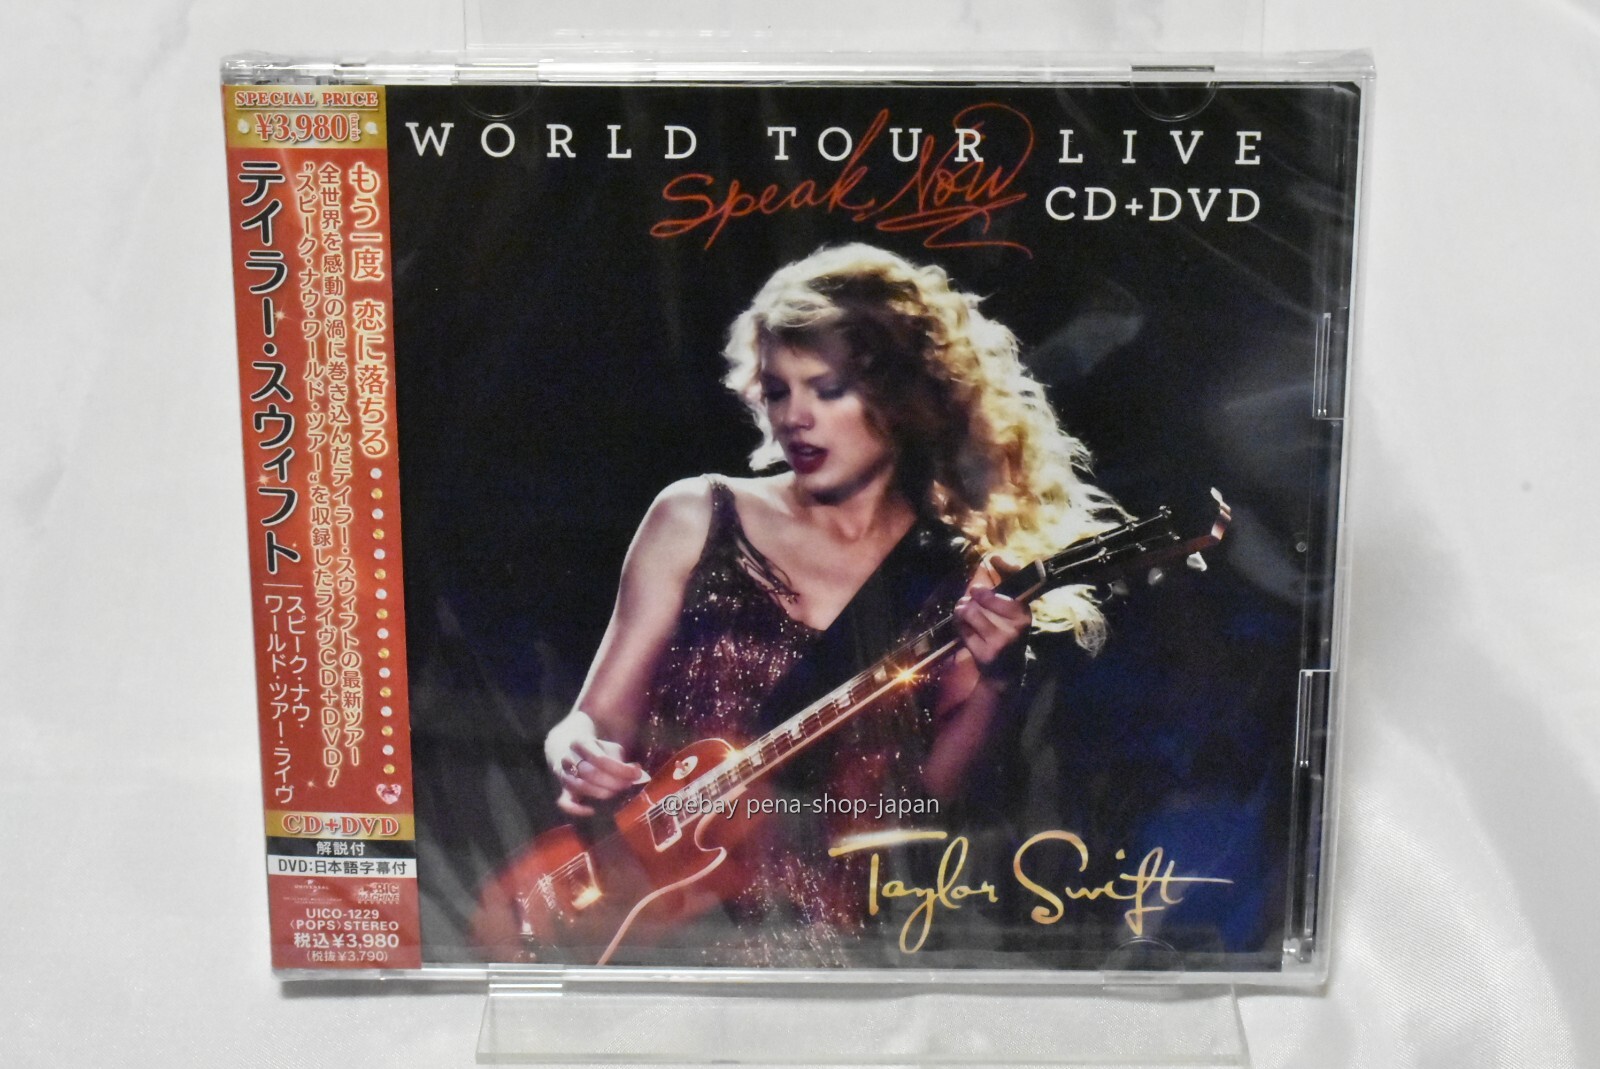 SPECIAL PRICE
¥3,980
もう一度 恋に落ちる
全世界を感動の渦に巻き込んだテイラー・スウィフトの最新ツアー
"スピーク・ナウ・ワールド・ツアー"を収録したライヴCD+DVD!
テイラー・スウィフト
スピーク・ナウ・
ワールド・ツアー・ライヴ
CD+DVD
解説付
DVD:日本語字幕付
UNIVERSAL
BIG
MACHINE
UICO-1229
〈POPS〉STEREO
税込¥3,980
(税抜¥3,790)
WORLD TOUR LIVE
Speak Now
CD+DVD
@ebay pena-shop-japan
Taylor Swift